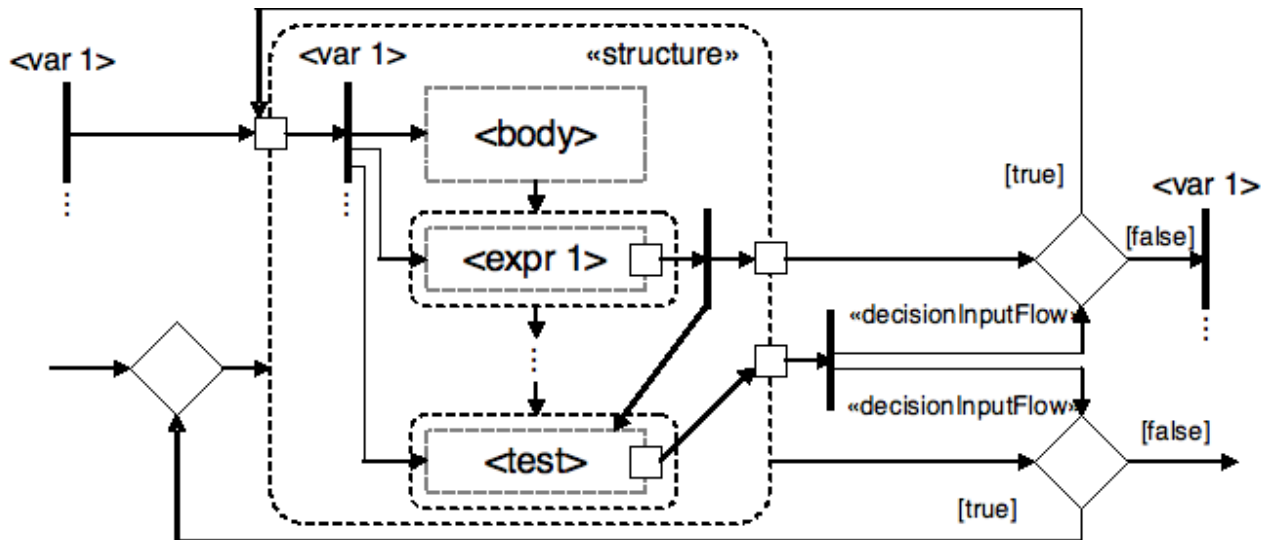 <var 1>
<var 1>
«structure»
<body>
[true]
<var 1>
[false]
<expr 1>
«decisionInputFlow»
«decisionInputFlow»
[false]
<test>
[true]